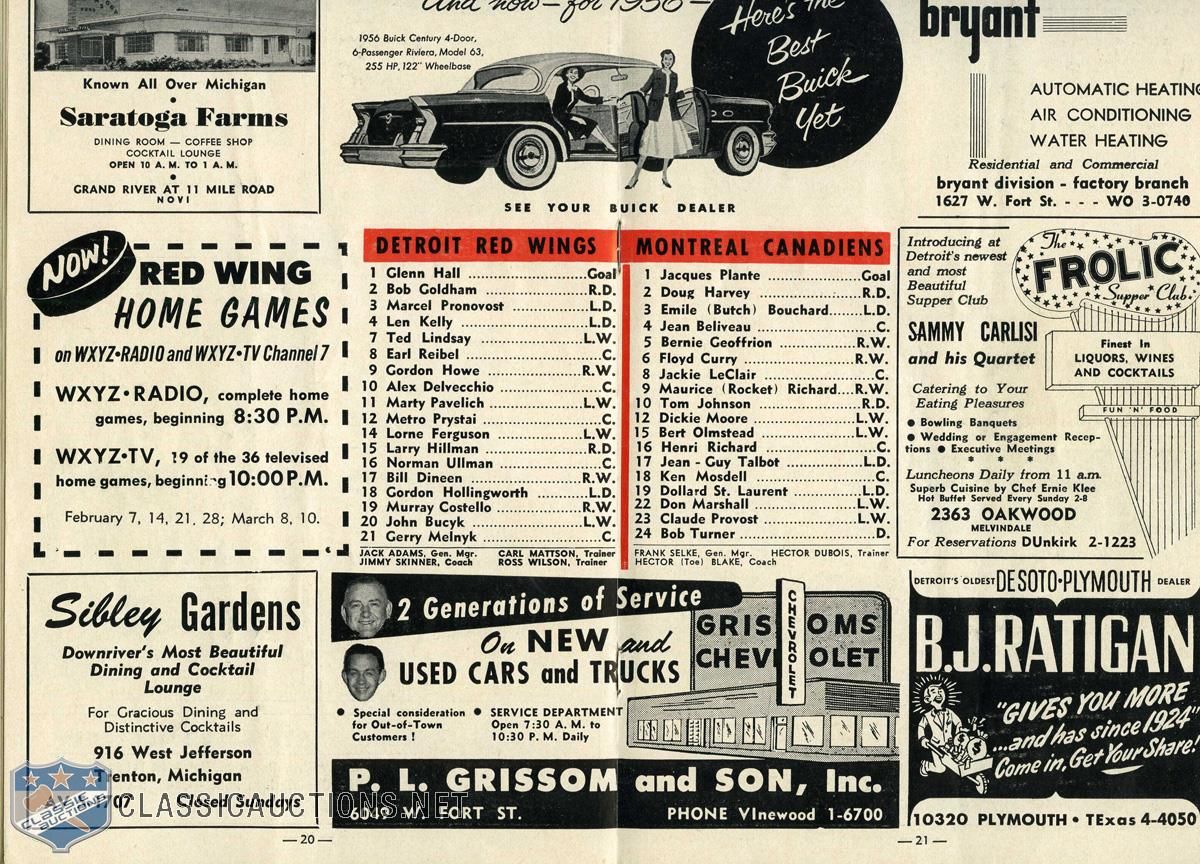 Known All Over Michigan
•
Saratoga Farms
DINING ROOM — COFFEE SHOP
COCKTAIL LOUNGE
OPEN 10 A. M. TO 1 A. M.
•
GRAND RIVER AT 11 MILE ROAD
NOVI
And now—for 1956—
1956 Buick Century 4-Door,
6-Passenger Riviera, Model 63,
255 HP, 122" Wheelbase
Here's the
Best
Buick
Yet
SEE YOUR BUICK DEALER
bryant
AUTOMATIC HEATING
AIR CONDITIONING
WATER HEATING
Residential and Commercial
bryant division - factory branch
1627 W. Fort St. - - - WO 3-0740
NOW!
RED WING
HOME GAMES
on WXYZ•RADIO and WXYZ•TV Channel 7
WXYZ•RADIO, complete home
games, beginning 8:30 P.M.
WXYZ•TV, 19 of the 36 televised
home games, beginning 10:00 P.M.
February 7, 14, 21, 28; March 8, 10.
DETROIT RED WINGS
1 Glenn Hall ........Goal
2 Bob Goldham ........R.D.
3 Marcel Pronovost ........L.D.
4 Len Kelly ........L.D.
7 Ted Lindsay ........L.W.
8 Earl Reibel ........C.
9 Gordon Howe ........R.W.
10 Alex Delvecchio ........C.
11 Marty Pavelich ........L.W.
12 Metro Prystai ........C.
14 Lorne Ferguson ........L.W.
15 Larry Hillman ........R.D.
16 Norman Ullman ........C.
17 Bill Dineen ........R.W.
18 Gordon Hollingworth ........L.D.
19 Murray Costello ........R.W.
20 John Bucyk ........L.W.
21 Gerry Melnyk ........C.
JACK ADAMS, Gen. Mgr. CARL MATTSON, Trainer
JIMMY SKINNER, Coach ROSS WILSON, Trainer
MONTREAL CANADIENS
1 Jacques Plante ........Goal
2 Doug Harvey ........R.D.
3 Emile (Butch) Bouchard........L.D.
4 Jean Beliveau ........C.
5 Bernie Geoffrion ........R.W.
6 Floyd Curry ........R.W.
8 Jackie LeClair ........C.
9 Maurice (Rocket) Richard....R.W.
10 Tom Johnson ........R.D.
12 Dickie Moore ........L.W.
15 Bert Olmstead ........L.W.
16 Henri Richard ........C.
17 Jean - Guy Talbot ........L.D.
18 Ken Mosdell ........C.
19 Dollard St. Laurent ........L.D.
22 Don Marshall ........L.W.
23 Claude Provost ........L.W.
24 Bob Turner ........D.
FRANK SELKE, Gen. Mgr. HECTOR DUBOIS, Trainer
HECTOR (Toe) BLAKE, Coach
Introducing at
Detroit's newest
and most
Beautiful
Supper Club
The
FROLIC
Supper Club
SAMMY CARLISI
and his Quartet
Finest In
LIQUORS, WINES
AND COCKTAILS
Catering to Your
Eating Pleasures
FUN 'N' FOOD
• Bowling Banquets
• Wedding or Engagement Recep-
tions • Executive Meetings
* * *
Luncheons Daily from 11 a.m.
Superb Cuisine by Chef Ernie Klee
Hot Buffet Served Every Sunday 2-8
2363 OAKWOOD
MELVINDALE
For Reservations DUnkirk 2-1223
Sibley Gardens
Downriver's Most Beautiful
Dining and Cocktail
Lounge
For Gracious Dining and
Distinctive Cocktails
916 West Jefferson
Trenton, Michigan
07 Closed Sundays
CLASSIC
AUCTIONS
CLASSICAUCTIONS.NET
2 Generations of Service
On NEW and
USED CARS and TRUCKS
• Special consideration
for Out-of-Town
Customers !
• SERVICE DEPARTMENT
Open 7:30 A. M. to
10:30 P. M. Daily
GRIS OMS
CHEV OLET
CHEVROLET
P. L. GRISSOM and SON, Inc.
6049 W. FORT ST. PHONE VInewood 1-6700
DETROIT'S OLDEST DESOTO•PLYMOUTH DEALER
B.J.RATIGAN
"GIVES YOU MORE
...and has since 1924"
Come in, Get Your Share!
10320 PLYMOUTH • TExas 4-4050
—20—
—21—